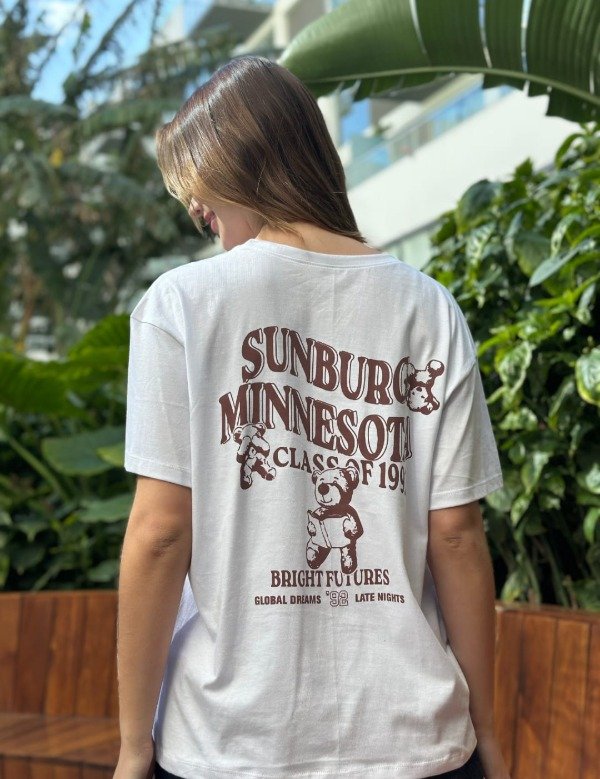 SUNBURG
MINNESOTA
CLASS OF 199
BRIGHT FUTURES
GLOBAL DREAMS '92 LATE NIGHTS